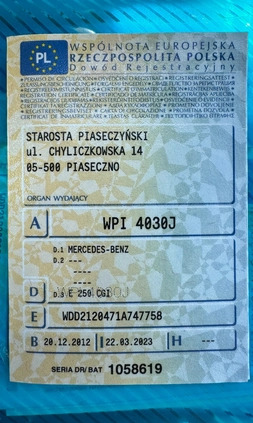 PL
WSPÓLNOTA EUROPEJSKA
RZECZPOSPOLITA POLSKA
Dowód Rejestracyjny
STAROSTA PIASECZYŃSKI
ul. CHYLICZKOWSKA 14
05-500 PIASECZNO
ORGAN WYDAJĄCY
A WPI 4030J
D.1 MERCEDES-BENZ
D.2 ---
----
----
D D.3 E 250 CGI
E WDD2120471A747758
B 20.12.2012 I 22.03.2023 H ---
SERIA DR/BAT 1058619